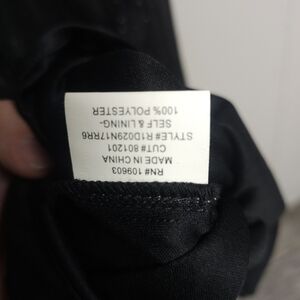 RN# 109603
MADE IN CHINA
CUT# 801201
STYLE# R1D029N17RR6
SELF & LINING-
100% POLYESTER